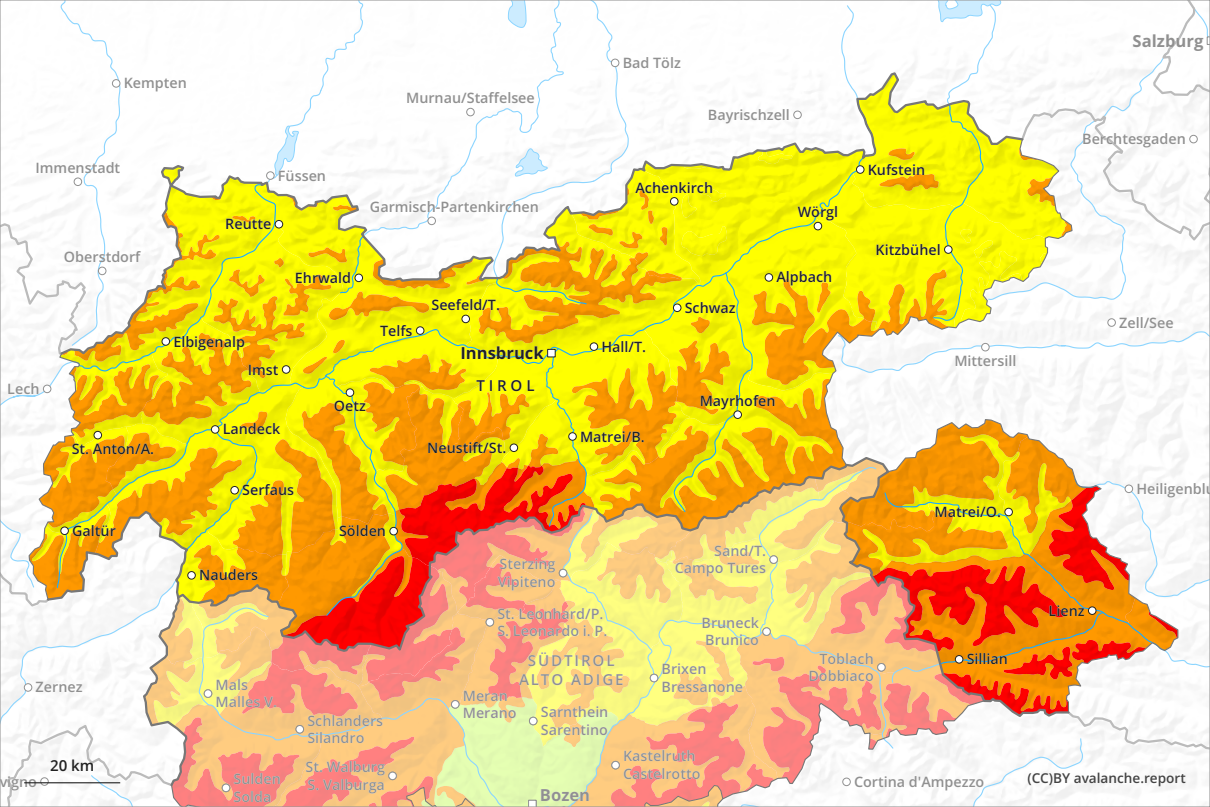 Salzburg
Bad Tölz
Kempten
Murnau/Staffelsee
Bayrischzell
Berchtesgaden
Immenstadt
Füssen
Kufstein
Achenkirch
Garmisch-Partenkirchen
Wörgl
Reutte
Kitzbühel
Oberstdorf
Ehrwald
Alpbach
Seefeld/T.
Schwaz
Telfs
Zell/See
Elbigenalp
Innsbruck
Hall/T.
Mittersill
Imst
TIROL
Lech
Oetz
Mayrhofen
Landeck
Matrei/B.
St. Anton/A.
Neustift/St.
Serfaus
Heiligenblu
Matrei/O.
Galtür
Sölden
Sand/T.
Campo Tures
Sterzing
Vipiteno
Nauders
St. Leonhard/P.
S. Leonardo i. P.
Lienz
Bruneck
Brunico
Sillian
Toblach
Dobbiaco
SÜDTIROL
ALTO ADIGE
Brixen
Bressanone
Zernez
Mals
Malles V.
Meran
Merano
Sarnthein
Sarentino
Schlanders
Silandro
Kastelruth
Castelrotto
St. Walburg
S. Valburga
20 km
vigno
Sulden
Solda
Cortina d'Ampezzo
(CC)BY avalanche.report
Bozen